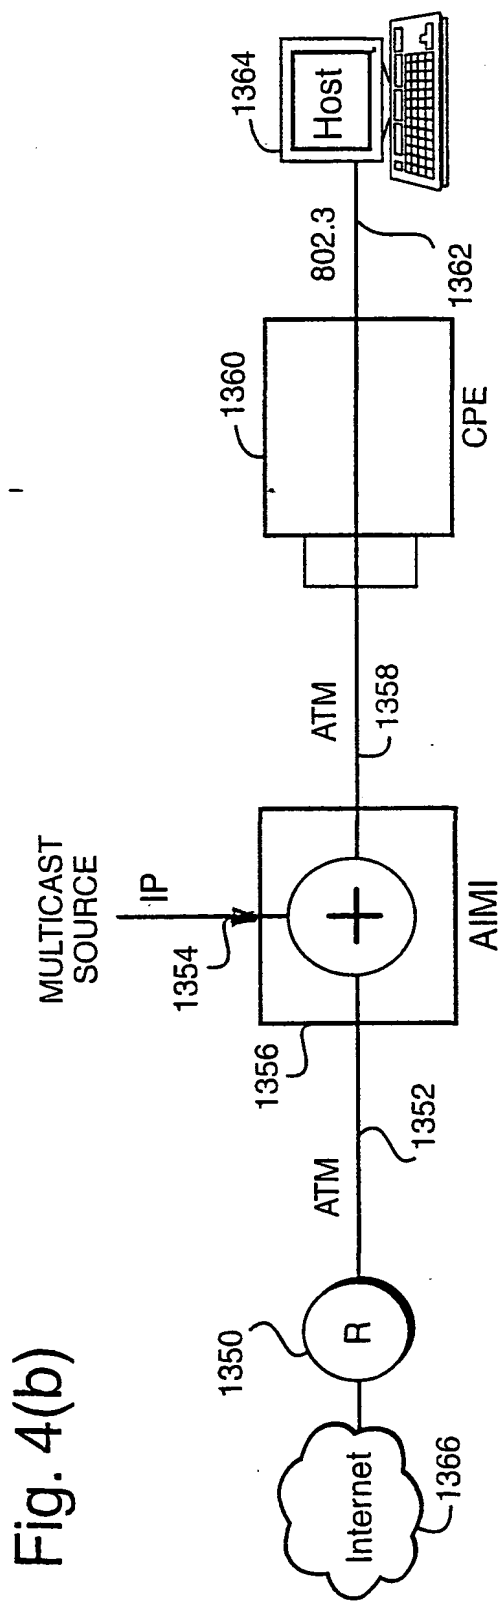 Fig. 4(b)
MULTICAST
SOURCE
IP
1354
1350
1356
1360
1364
Internet
R
ATM
ATM
802.3
Host
1366
1352
1358
1362
AIMI
CPE